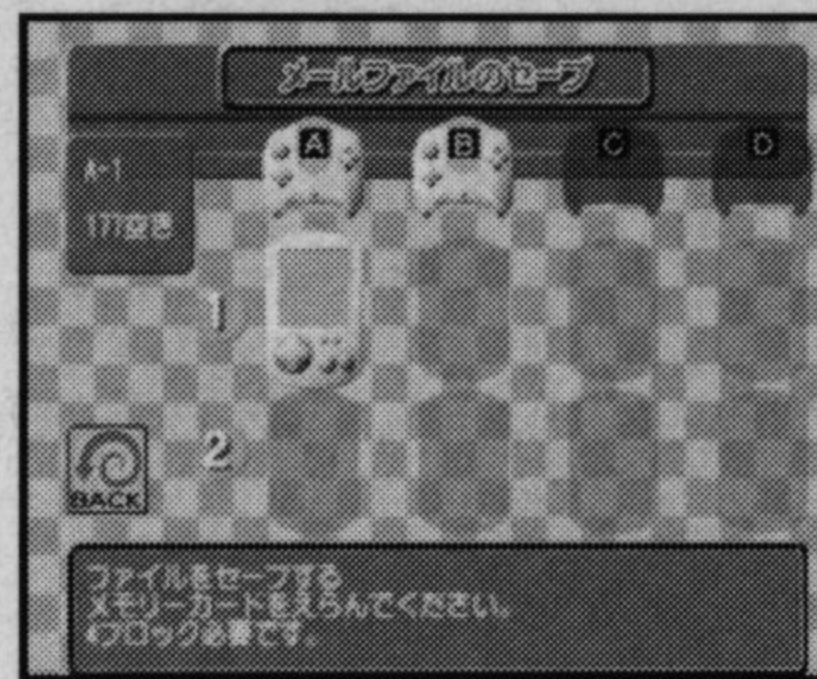 メールファイルのセーブ
A B C D
A-1
177空き
1
2
BACK
ファイルをセーブする
メモリーカードをえらんでください。
4ブロック必要です。